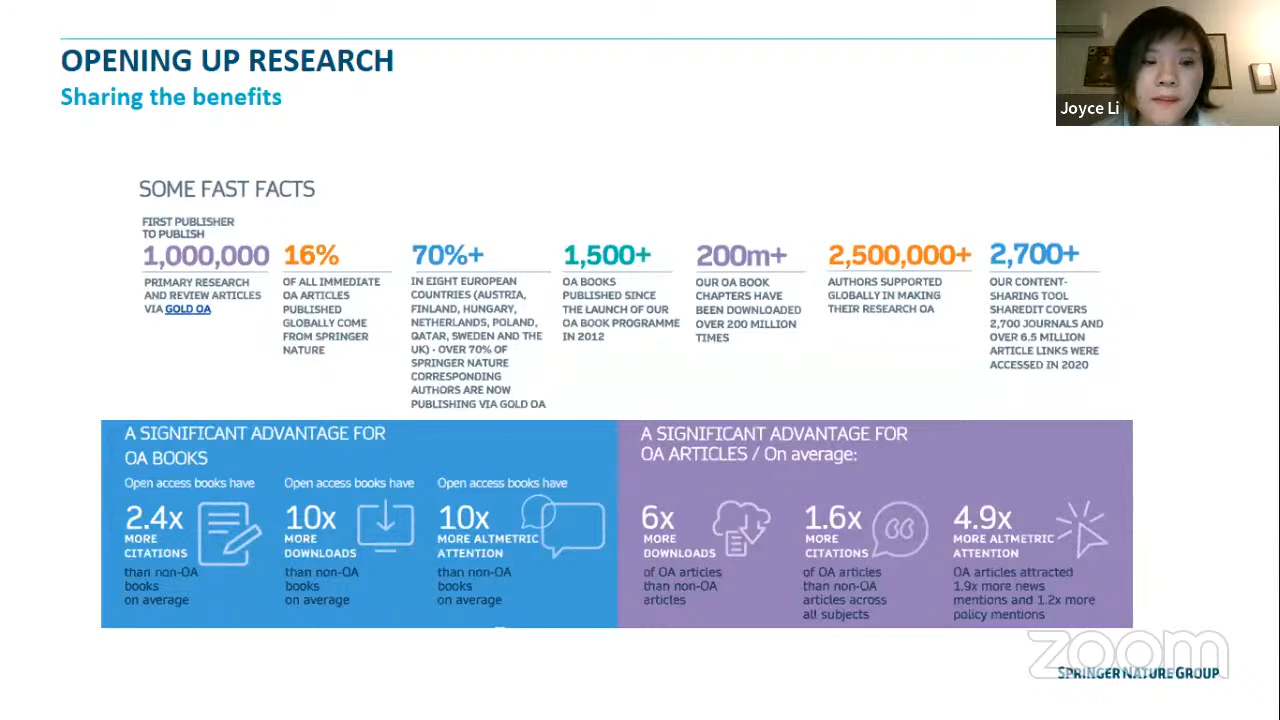 OPENING UP RESEARCH
Sharing the benefits
Joyce Li
SOME FAST FACTS
FIRST PUBLISHER
TO PUBLISH
1,000,000
PRIMARY RESEARCH
AND REVIEW ARTICLES
VIA GOLD OA
16%
OF ALL IMMEDIATE
OA ARTICLES
PUBLISHED
GLOBALLY COME
FROM SPRINGER
NATURE
70%+
IN EIGHT EUROPEAN
COUNTRIES (AUSTRIA,
FINLAND, HUNGARY,
NETHERLANDS, POLAND,
QATAR, SWEDEN AND THE
UK) - OVER 70% OF
SPRINGER NATURE
CORRESPONDING
AUTHORS ARE NOW
PUBLISHING VIA GOLD OA
1,500+
OA BOOKS
PUBLISHED SINCE
THE LAUNCH OF OUR
OA BOOK PROGRAMME
IN 2012
200m+
OUR OA BOOK
CHAPTERS HAVE
BEEN DOWNLOADED
OVER 200 MILLION
TIMES
2,500,000+
AUTHORS SUPPORTED
GLOBALLY IN MAKING
THEIR RESEARCH OA
2,700+
OUR CONTENT-
SHARING TOOL
SHAREDIT COVERS
2,700 JOURNALS AND
OVER 6.5 MILLION
ARTICLE LINKS WERE
ACCESSED IN 2020
A SIGNIFICANT ADVANTAGE FOR
OA BOOKS
Open access books have
2.4x
MORE
CITATIONS
than non-OA
books
on average
Open access books have
10x
MORE
DOWNLOADS
than non-OA
books
on average
Open access books have
10x
MORE ALTMETRIC
ATTENTION
than non-OA
books
on average
A SIGNIFICANT ADVANTAGE FOR
OA ARTICLES / On average:
6x
MORE
DOWNLOADS
of OA articles
than non-OA
articles
1.6x
MORE
CITATIONS
of OA articles
than non-OA
articles across
all subjects
4.9x
MORE ALTMETRIC
ATTENTION
OA articles attracted
1.9x more news
mentions and 1.2x more
policy mentions
zoom
SPRINGER NATURE GROUP